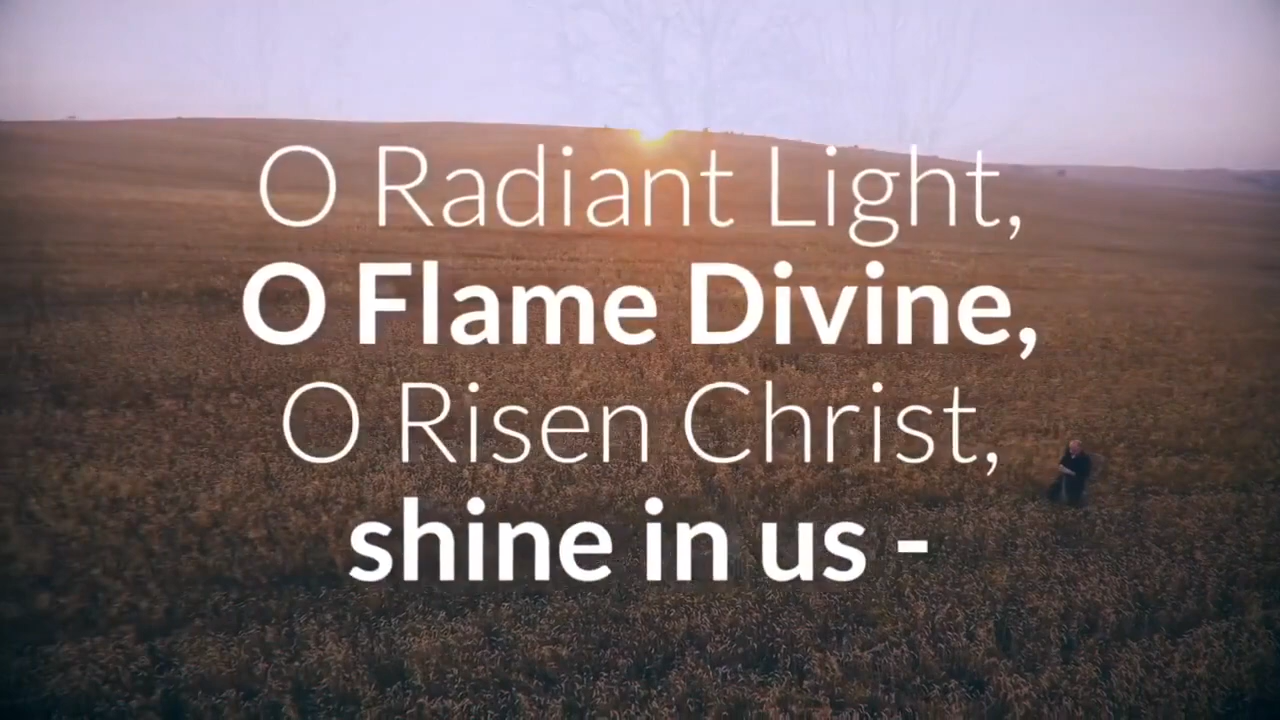 O Radiant Light,
O Flame Divine,
O Risen Christ,
shine in us -